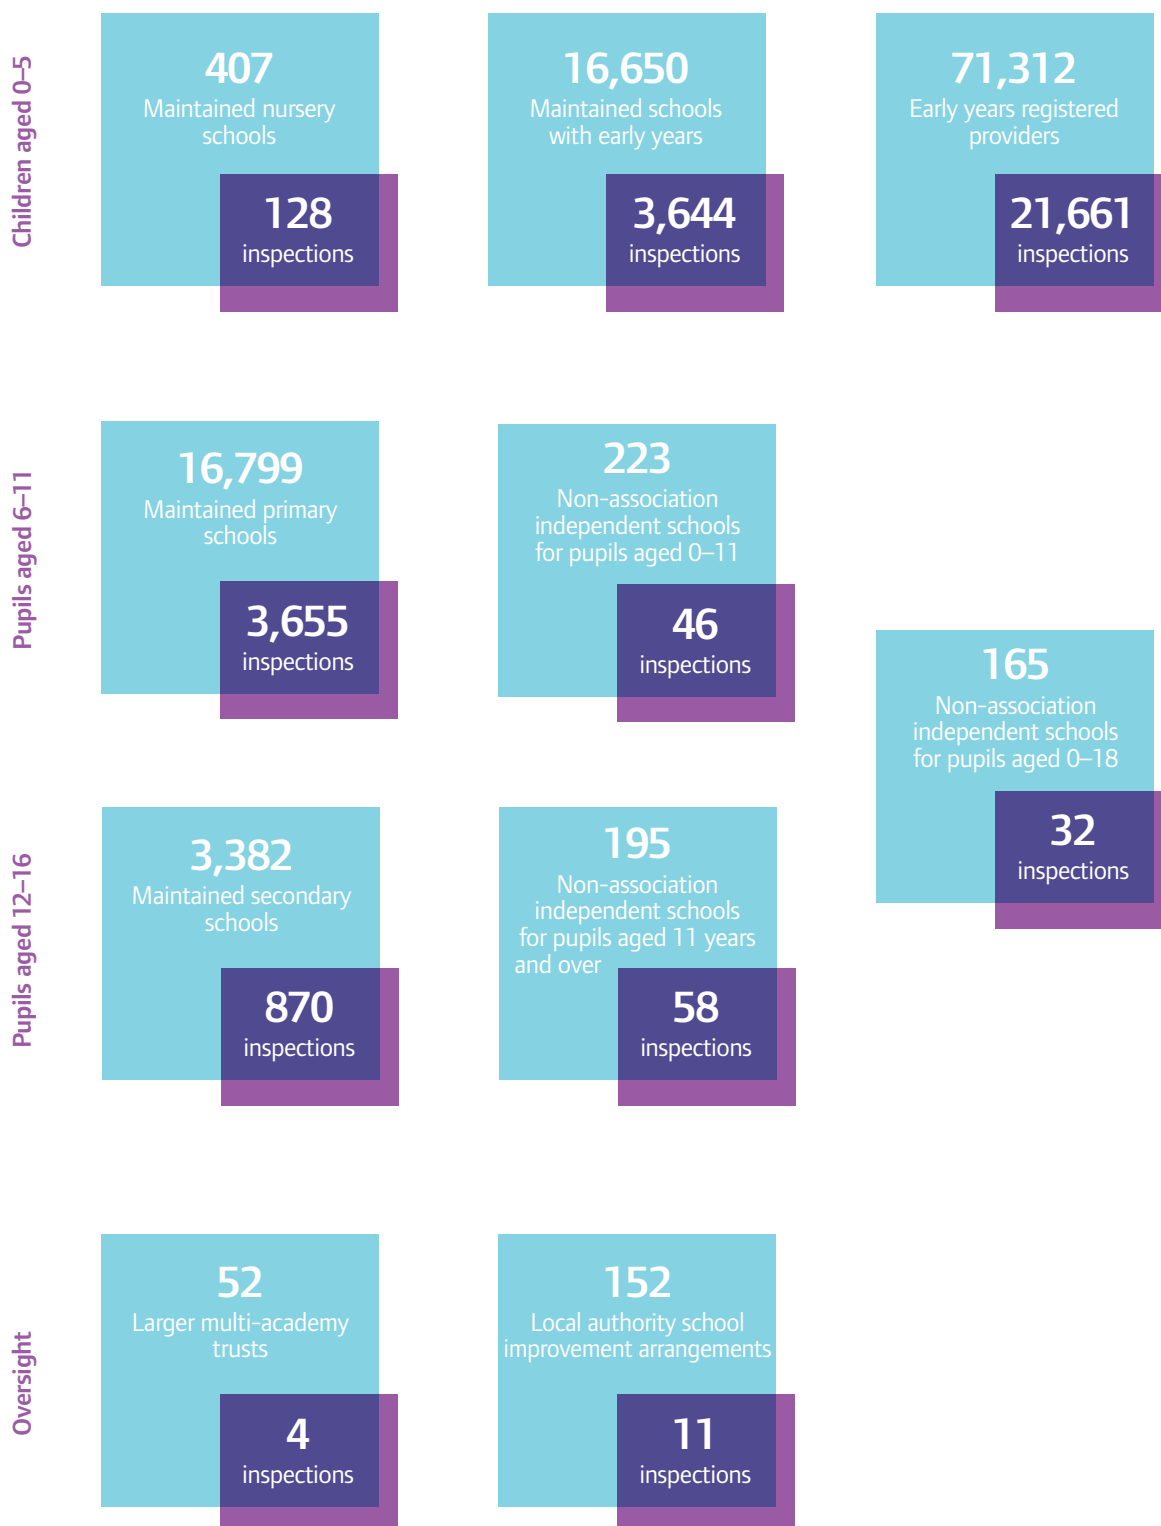 Children aged 0–5
407
Maintained nursery
schools
128
inspections
16,650
Maintained schools
with early years
3,644
inspections
71,312
Early years registered
providers
21,661
inspections
Pupils aged 6–11
16,799
Maintained primary
schools
3,655
inspections
223
Non-association
independent schools
for pupils aged 0–11
46
inspections
165
Non-association
independent schools
for pupils aged 0–18
32
inspections
Pupils aged 12–16
3,382
Maintained secondary
schools
870
inspections
195
Non-association
independent schools
for pupils aged 11 years
and over
58
inspections
Oversight
52
Larger multi-academy
trusts
4
inspections
152
Local authority school
improvement arrangements
11
inspections